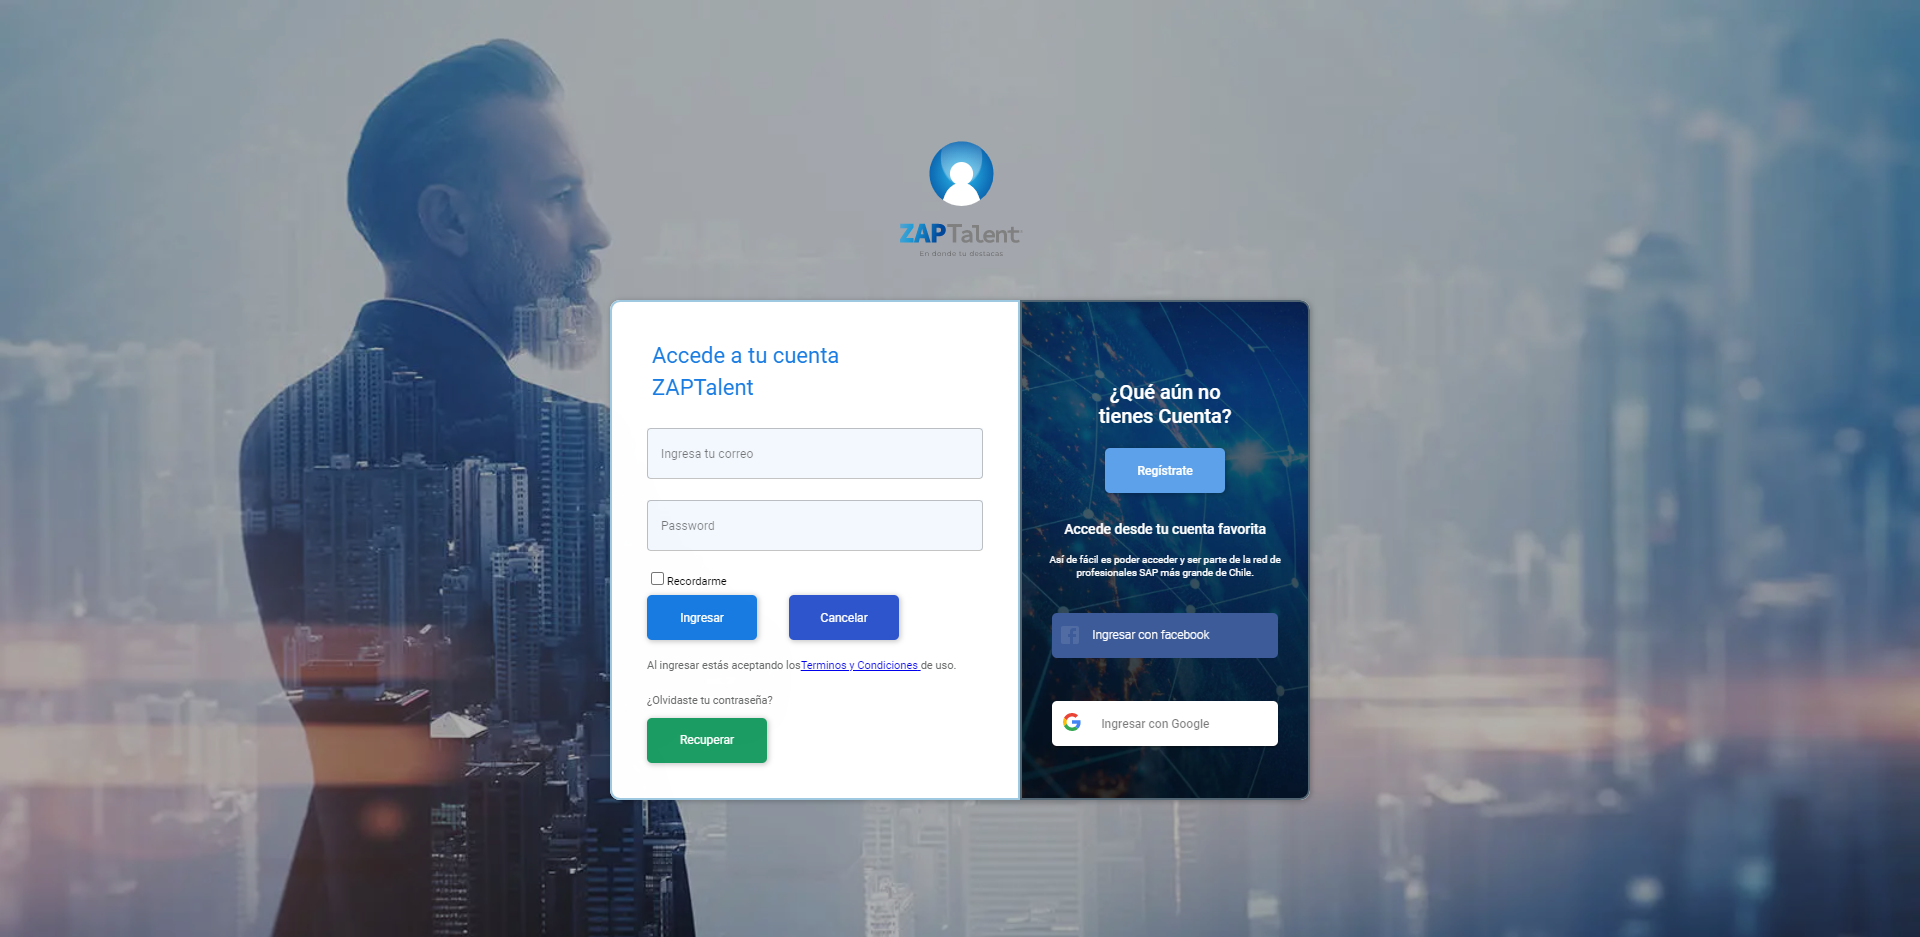 ZAPTalent
En donde tu destacas
Accede a tu cuenta
ZAPTalent
Ingresa tu correo
Password
Recordarme
Ingresar
Cancelar
Al ingresar estás aceptando losTerminos y Condiciones de uso.
¿Olvidaste tu contraseña?
Recuperar
¿Qué aún no
tienes Cuenta?
Regístrate
Accede desde tu cuenta favorita
Así de fácil es poder acceder y ser parte de la red de
profesionales SAP más grande de Chile.
Ingresar con facebook
Ingresar con Google